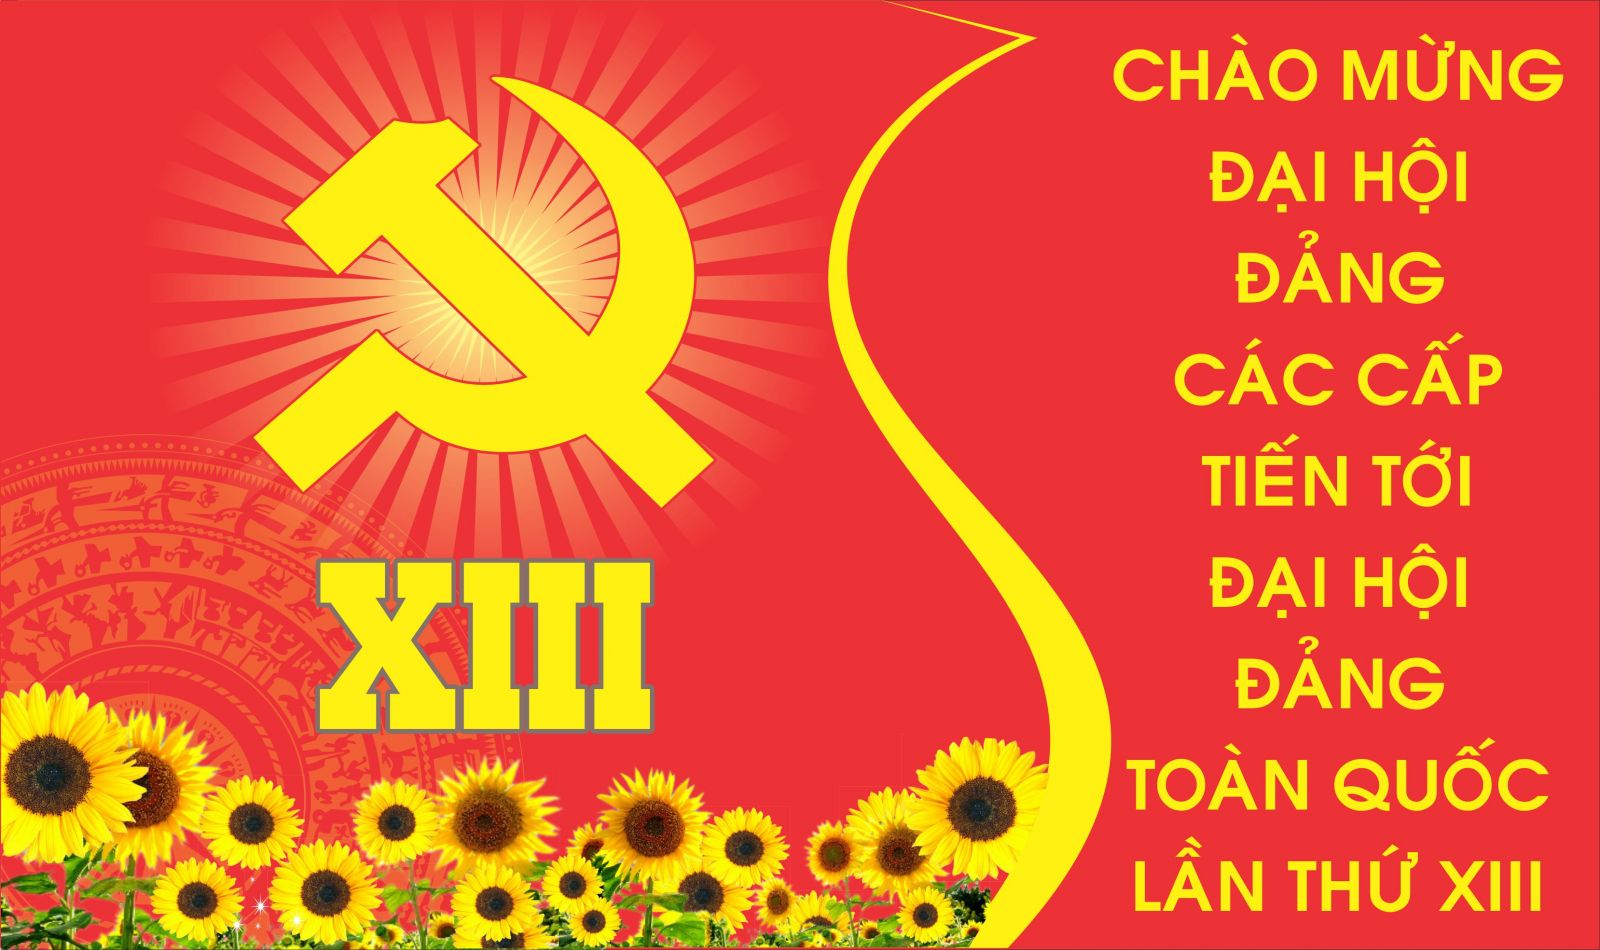 XIII
CHÀO MỪNG
ĐẠI HỘI
ĐẢNG
CÁC CẤP
TIẾN TỚI
ĐẠI HỘI
ĐẢNG
TOÀN QUỐC
LẦN THỨ XIII